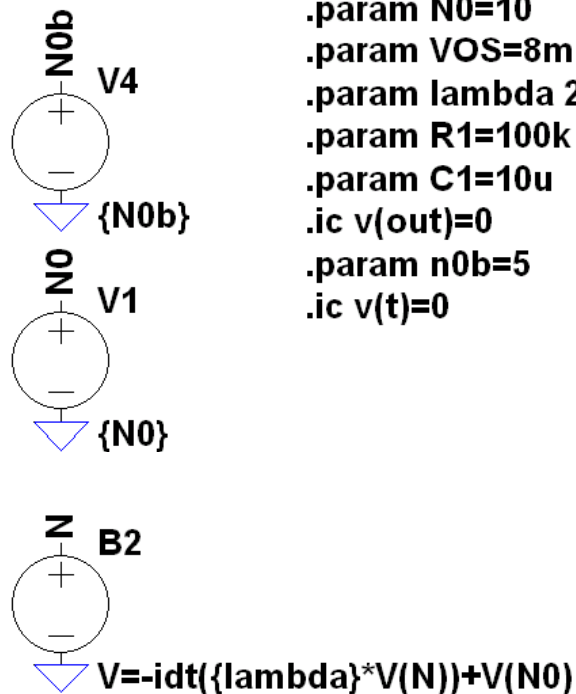 .param N0=10
N0b
V4
.param VOS=8m
.param lambda 2
.param R1=100k
.param C1=10u
{N0b}
.ic v(out)=0
N0
V1
.param n0b=5
.ic v(t)=0
{N0}
N
B2
V=-idt({lambda}*V(N))+V(N0)